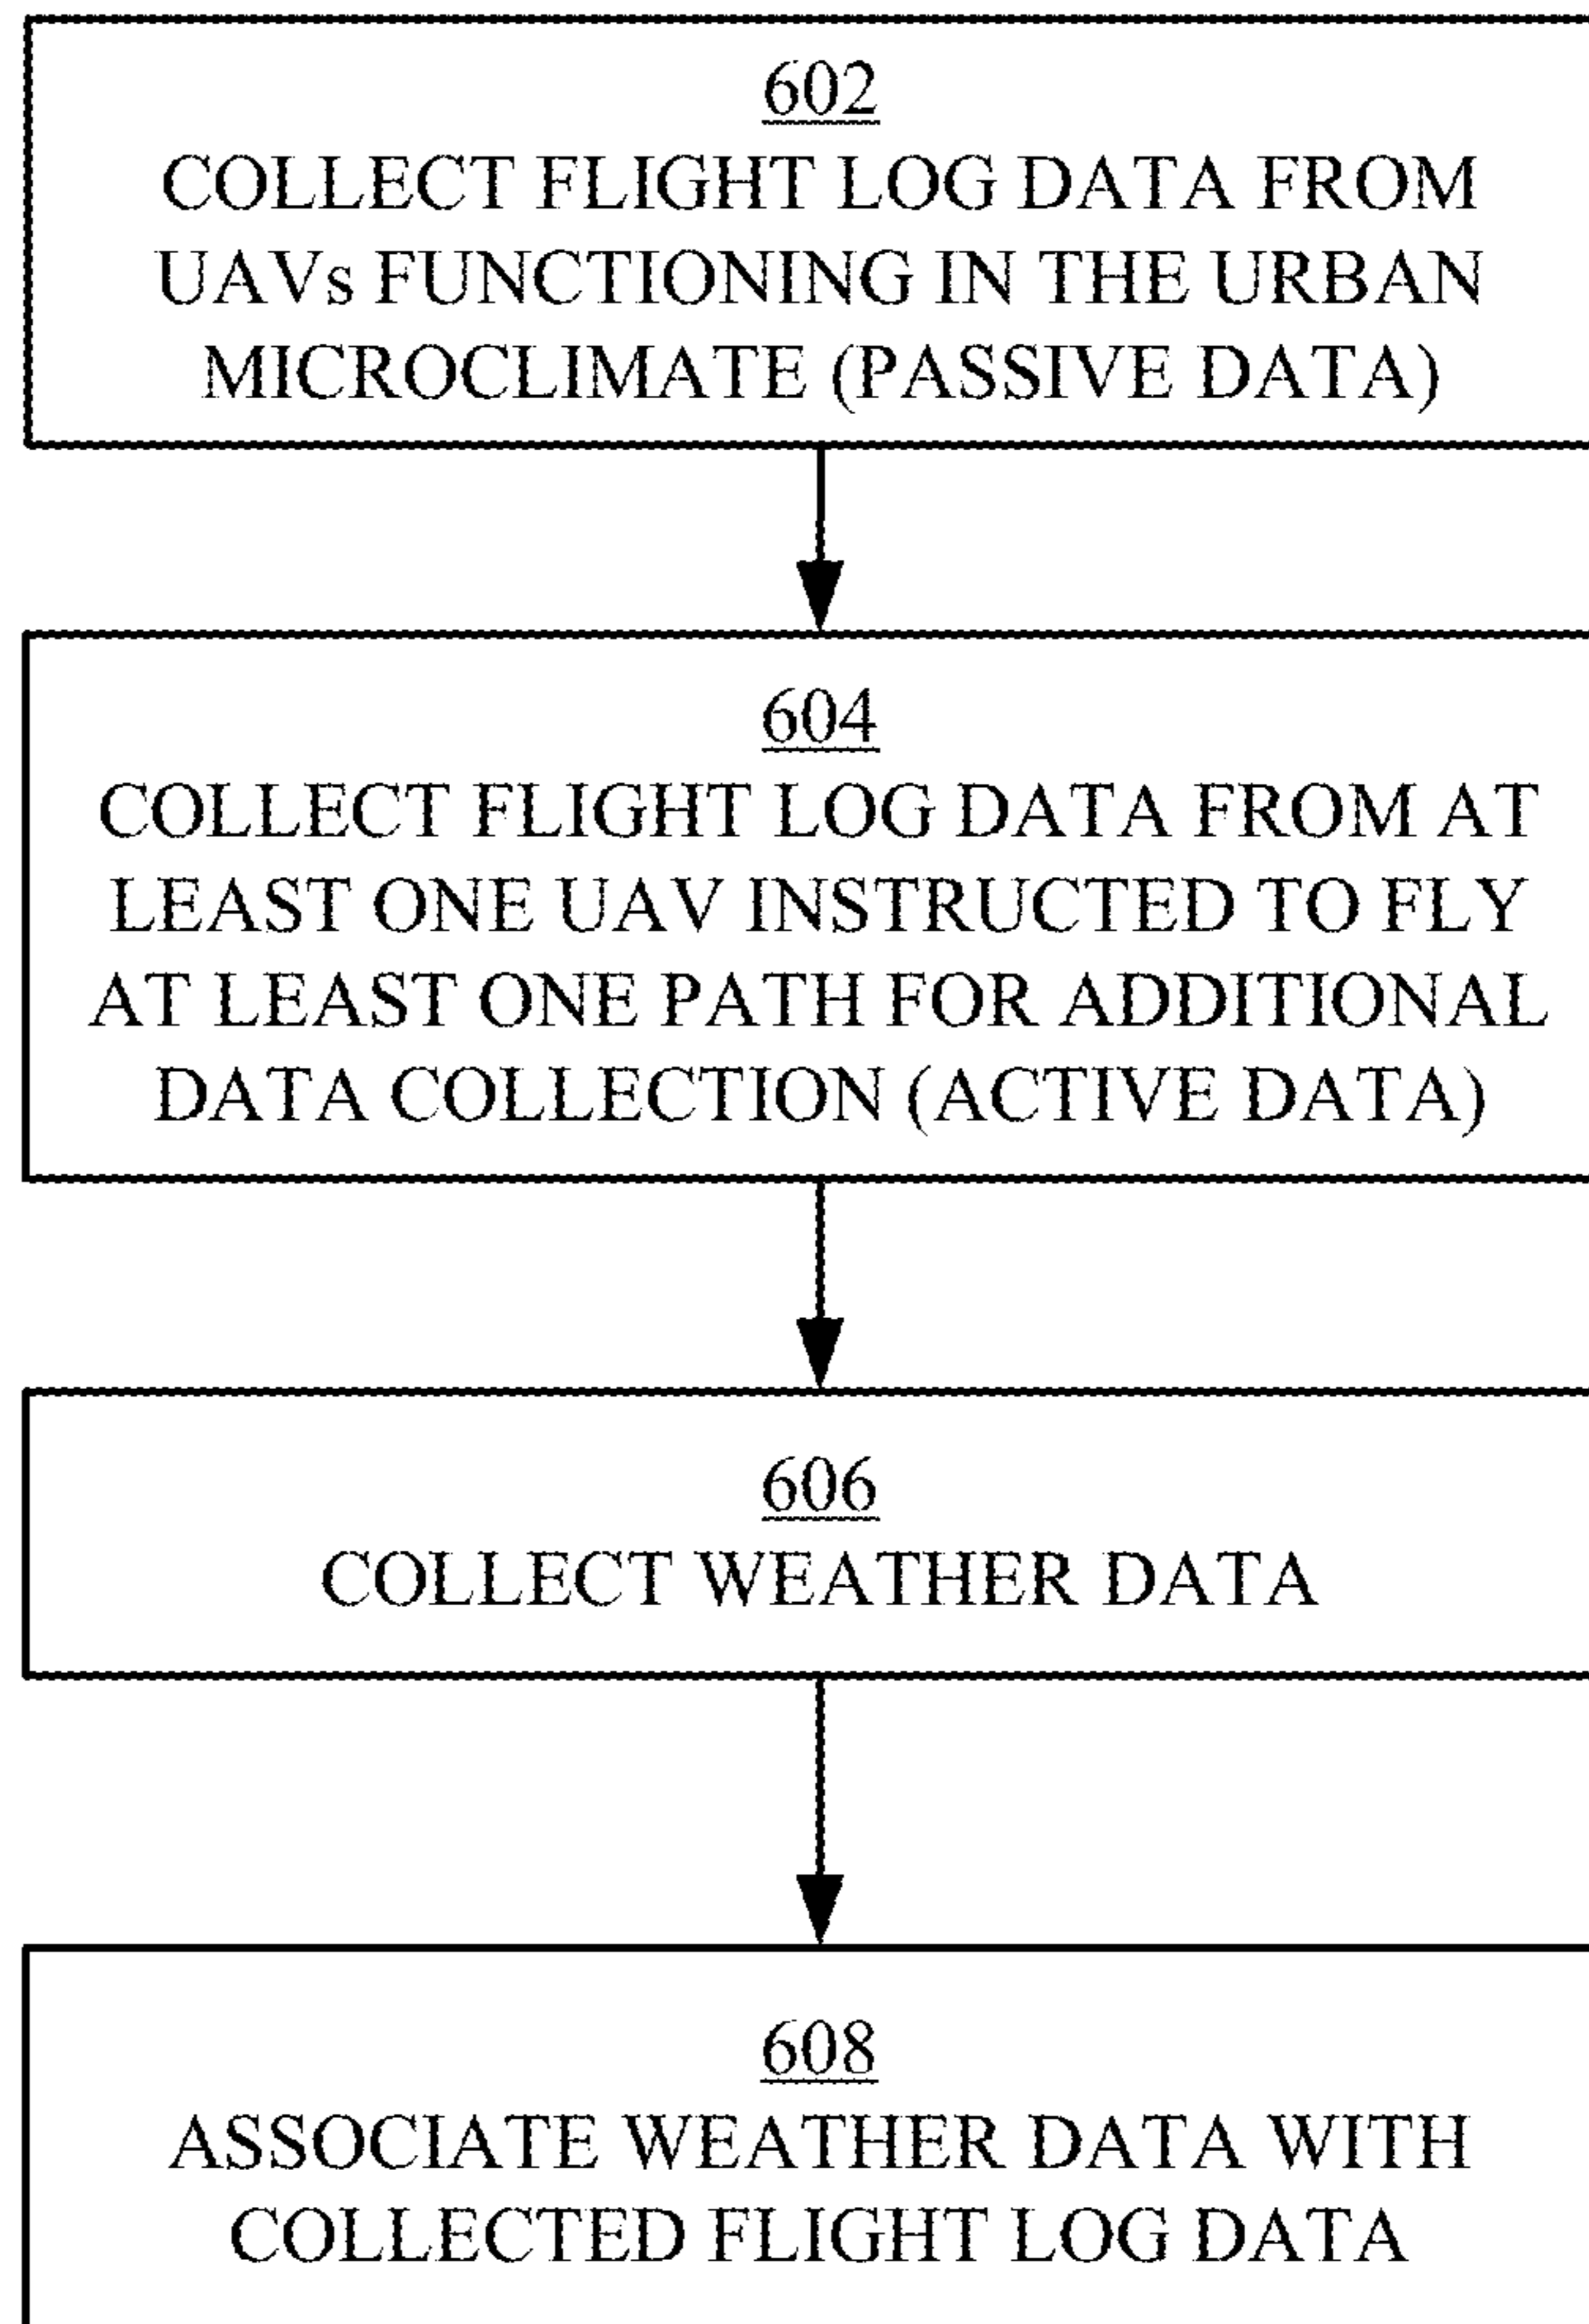 602
COLLECT FLIGHT LOG DATA FROM
UAVs FUNCTIONING IN THE URBAN
MICROCLIMATE (PASSIVE DATA)
604
COLLECT FLIGHT LOG DATA FROM AT
LEAST ONE UAV INSTRUCTED TO FLY
AT LEAST ONE PATH FOR ADDITIONAL
DATA COLLECTION (ACTIVE DATA)
606
COLLECT WEATHER DATA
608
ASSOCIATE WEATHER DATA WITH
COLLECTED FLIGHT LOG DATA